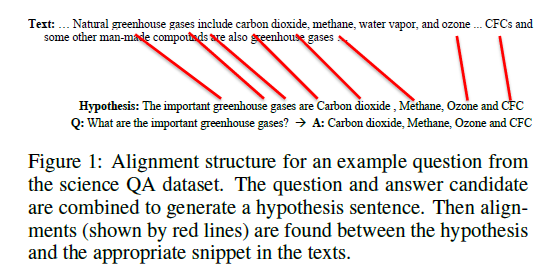 Text: ... Natural greenhouse gases include carbon dioxide, methane, water vapor, and ozone ... CFCs and
some other man-made compounds are also greenhouse gases ...
Hypothesis: The important greenhouse gases are Carbon dioxide , Methane, Ozone and CFC
Q: What are the important greenhouse gases? → A: Carbon dioxide, Methane, Ozone and CFC
Figure 1: Alignment structure for an example question from
the science QA dataset. The question and answer candidate
are combined to generate a hypothesis sentence. Then align-
ments (shown by red lines) are found between the hypothesis
and the appropriate snippet in the texts.